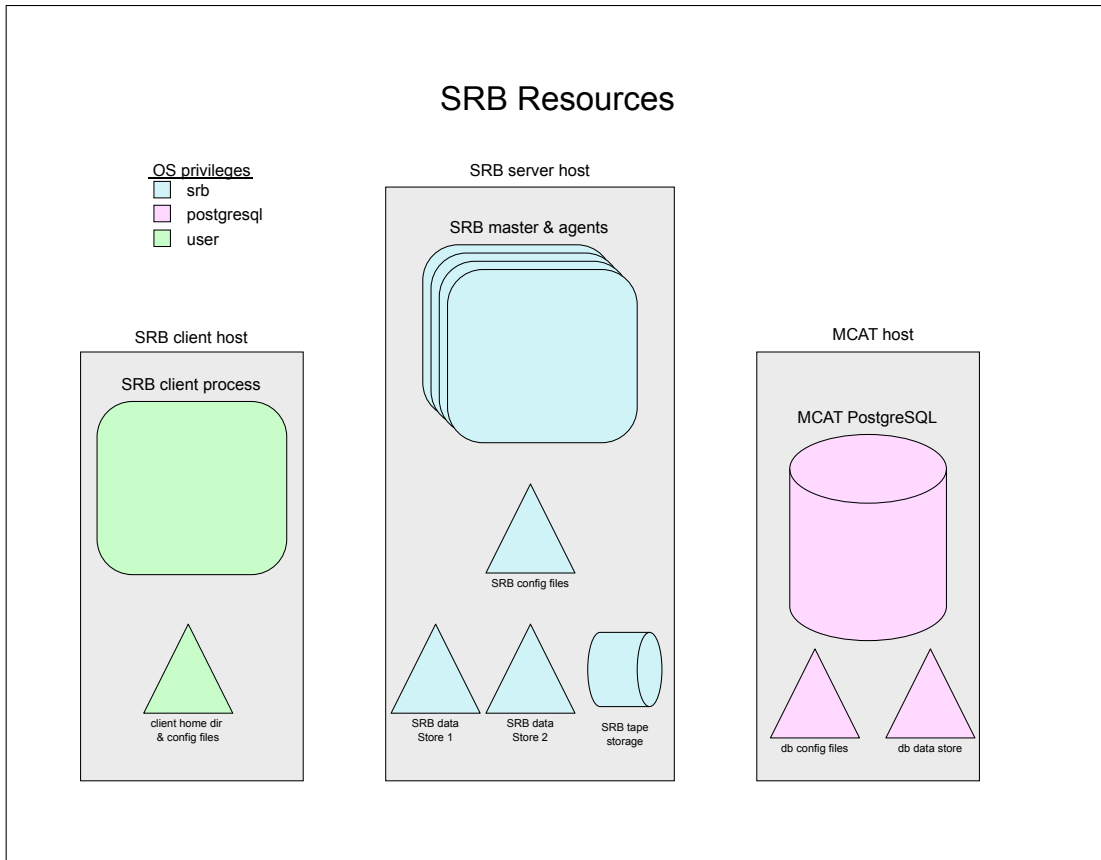 SRB Resources
OS privileges
srb
postgresql
user
SRB server host
SRB master & agents
SRB client host
SRB client process
MCAT host
MCAT PostgreSQL
SRB config files
client home dir
& config files
SRB data
Store 1
SRB data
Store 2
SRB tape
storage
db config files
db data store